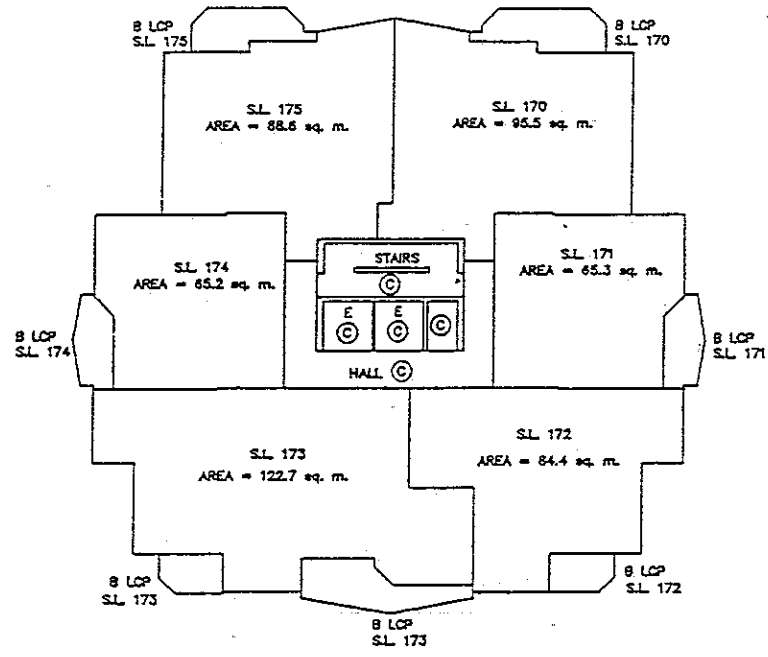 B LCP
S.L. 175
B LCP
S.L. 170
S.L. 175
AREA = 88.6 sq. m.
S.L. 170
AREA = 95.5 sq. m.
S.L. 174
AREA = 65.2 sq. m.
STAIRS
C
S.L. 171
AREA = 65.3 sq. m.
E
C
E
C
C
B LCP
S.L. 174
HALL C
B LCP
S.L. 171
S.L. 173
AREA = 122.7 sq. m.
S.L. 172
AREA = 84.4 sq. m.
B LCP
S.L. 173
B LCP
S.L. 172
B LCP
S.L. 173